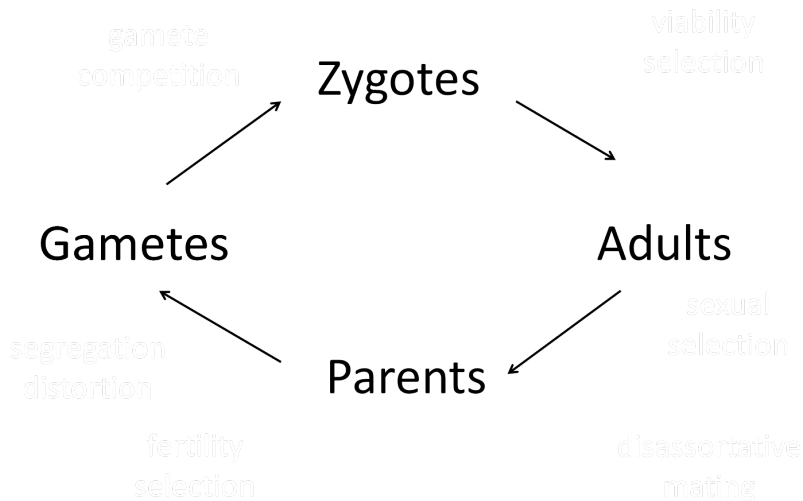 gamete
competition
viability
selection
Zygotes
Gametes
Adults
sexual
selection
segregation
distortion
Parents
fertility
selection
disassortative
mating